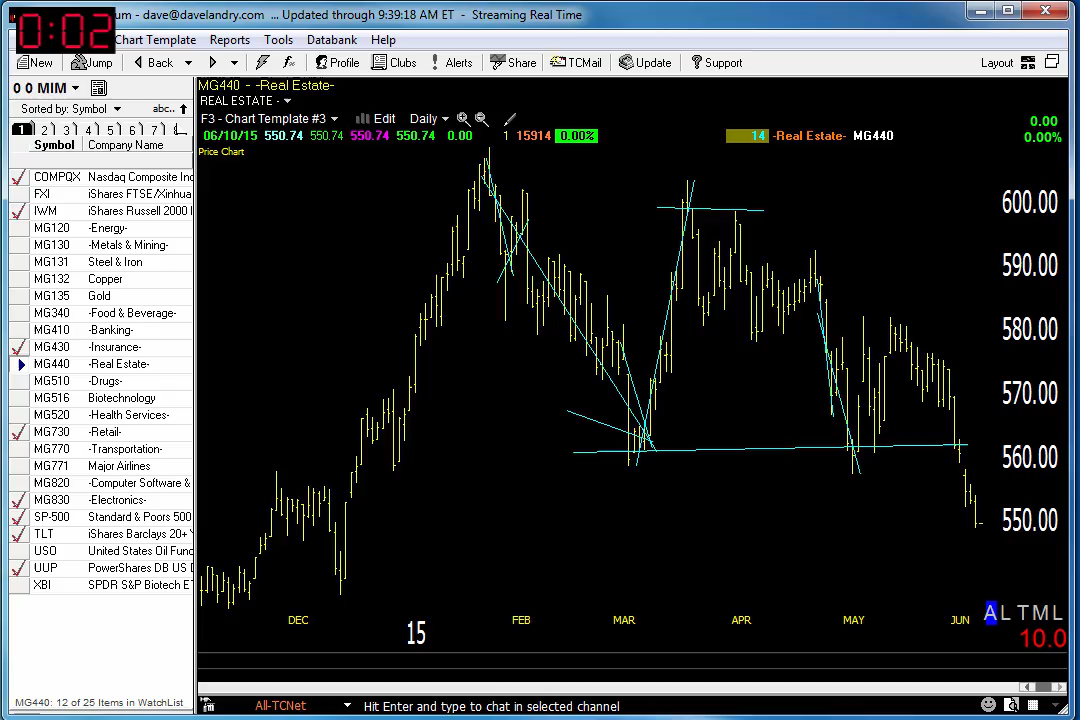 0:02
um - dave@davelandry.com ... Updated through 9:39:18 AM ET - Streaming Real Time
Chart Template Reports Tools Databank Help
New Jump Back Profile Clubs Alerts Share TCMail Update Support Layout
0 0 MIM
MG440 - -Real Estate-
Sorted by: Symbol abc..
REAL ESTATE -
1 2 3 4 5 6 7
F3 - Chart Template #3 Edit Daily
0.00
Symbol Company Name
06/10/15 550.74 550.74 550.74 550.74 0.00 1 15914 0.00% 14 -Real Estate- MG440
0.00%
Price Chart
COMPQX Nasdaq Composite Inc
FXI iShares FTSE/Xinhua
IWM iShares Russell 2000 I
MG120 -Energy-
MG130 -Metals & Mining-
MG131 Steel & Iron
MG132 Copper
MG135 Gold
MG340 -Food & Beverage-
MG410 -Banking-
MG430 -Insurance-
MG440 -Real Estate-
MG510 -Drugs-
MG516 Biotechnology
MG520 -Health Services-
MG730 -Retail-
MG770 -Transportation-
MG771 Major Airlines
MG820 -Computer Software &
MG830 -Electronics-
SP-500 Standard & Poors 500
TLT iShares Barclays 20+ Y
USO United States Oil Func
UUP PowerShares DB US D
XBI SPDR S&P Biotech E
600.00
590.00
580.00
570.00
560.00
550.00
A L T M L
DEC 15 FEB MAR APR MAY JUN
10.0
MG440: 12 of 25 Items in WatchList
All-TCNet Hit Enter and type to chat in selected channel